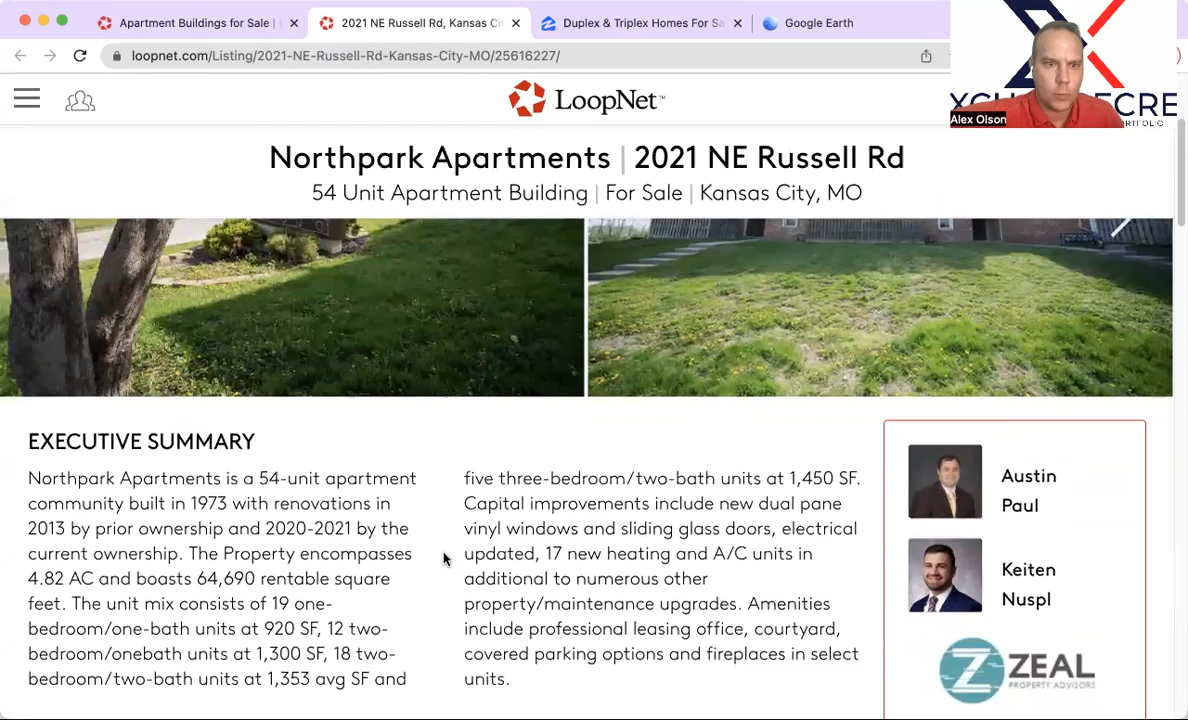 Apartment Buildings for Sale |
2021 NE Russell Rd, Kansas Ci
Duplex & Triplex Homes For Sa
Google Earth
loopnet.com/Listing/2021-NE-Russell-Rd-Kansas-City-MO/25616227/
LoopNet™
Alex Olson
Northpark Apartments | 2021 NE Russell Rd
54 Unit Apartment Building | For Sale | Kansas City, MO
EXECUTIVE SUMMARY
Northpark Apartments is a 54-unit apartment
community built in 1973 with renovations in
2013 by prior ownership and 2020-2021 by the
current ownership. The Property encompasses
4.82 AC and boasts 64,690 rentable square
feet. The unit mix consists of 19 one-
bedroom/one-bath units at 920 SF, 12 two-
bedroom/onebath units at 1,300 SF, 18 two-
bedroom/two-bath units at 1,353 avg SF and
five three-bedroom/two-bath units at 1,450 SF.
Capital improvements include new dual pane
vinyl windows and sliding glass doors, electrical
updated, 17 new heating and A/C units in
additional to numerous other
property/maintenance upgrades. Amenities
include professional leasing office, courtyard,
covered parking options and fireplaces in select
units.
Austin
Paul
Keiten
Nuspl
ZEAL
PROPERTY ADVISORS